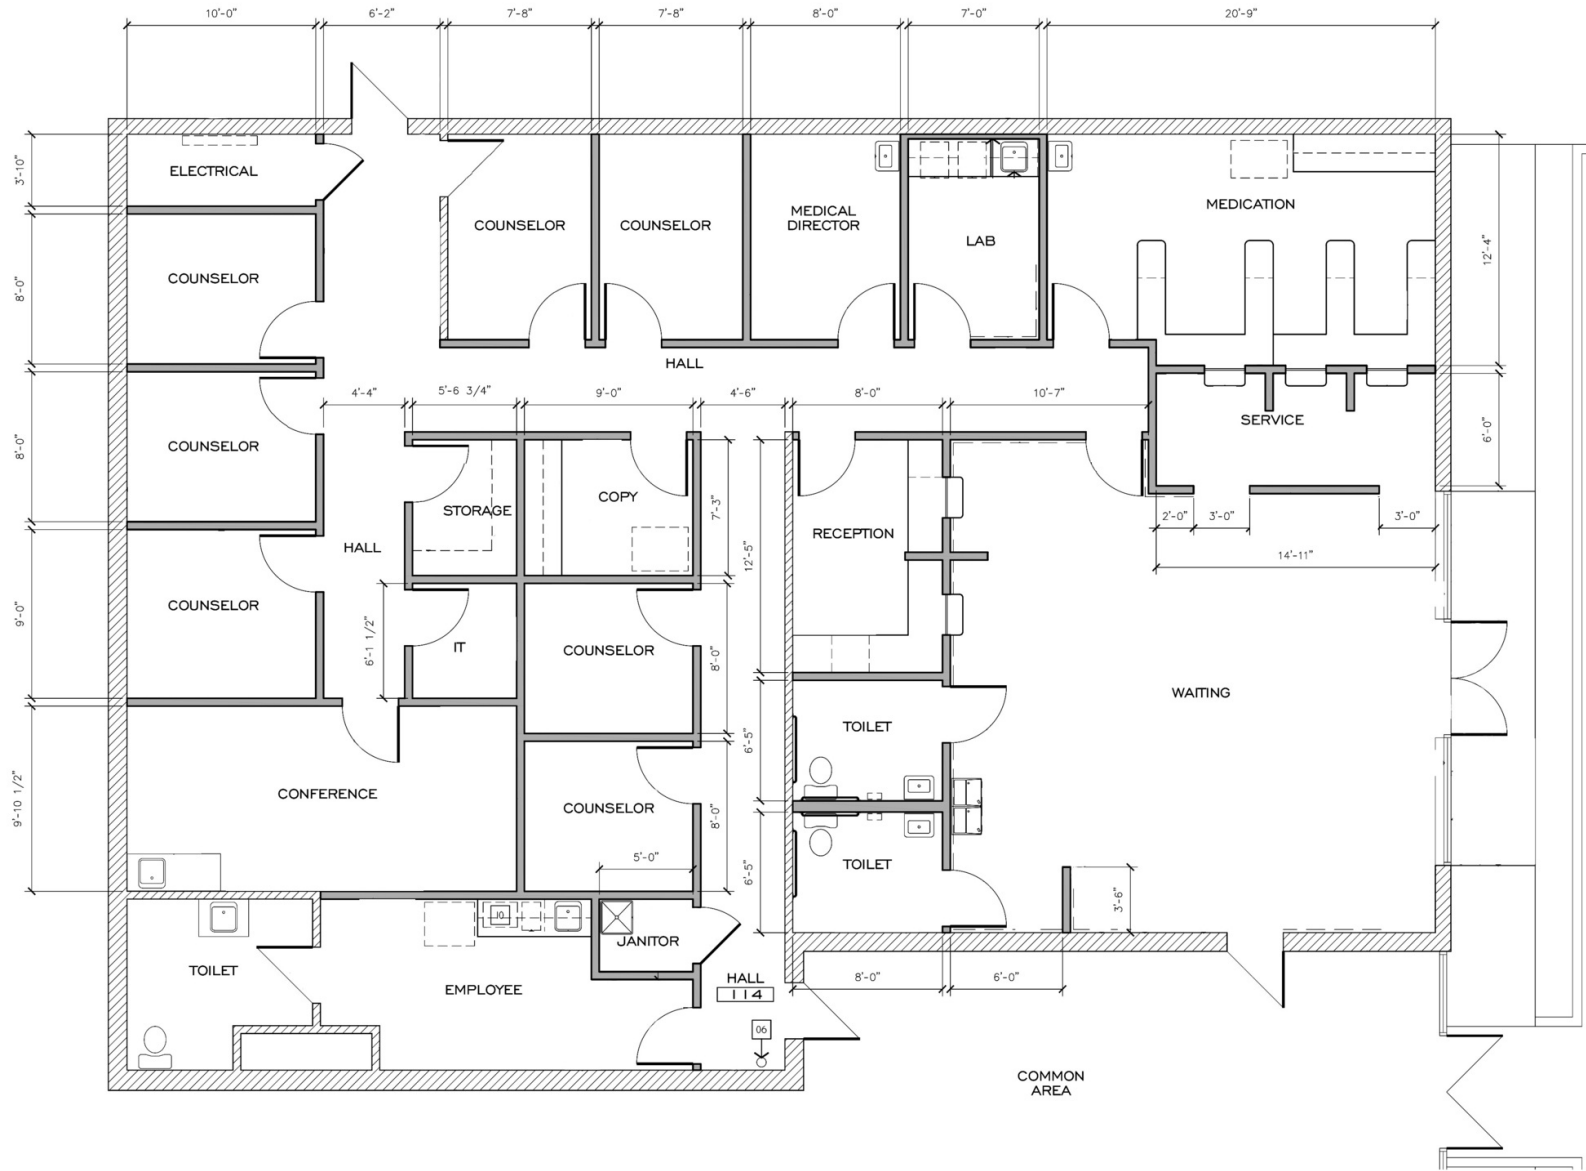 10'-0" 6'-2" 7'-8" 7'-8" 8'-0" 7'-0" 20'-9"
3'-10"
ELECTRICAL
8'-0"
COUNSELOR
COUNSELOR
COUNSELOR
MEDICAL
DIRECTOR
LAB
MEDICATION
12'-4"
HALL
4'-4" 5'-6 3/4" 9'-0" 4'-6" 8'-0" 10'-7"
SERVICE
6'-0"
8'-0"
COUNSELOR
STORAGE
COPY
7'-3"
12'-5"
RECEPTION
2'-0" 3'-0" 3'-0"
14'-11"
HALL
9'-0"
COUNSELOR
6'-1 1/2"
IT
COUNSELOR
8'-0"
WAITING
TOILET
6'-5"
9'-10 1/2"
CONFERENCE
COUNSELOR
8'-0"
5'-0"
TOILET
6'-5"
3'-6"
JANITOR
TOILET
EMPLOYEE
HALL
114
8'-0" 6'-0"
06
COMMON
AREA